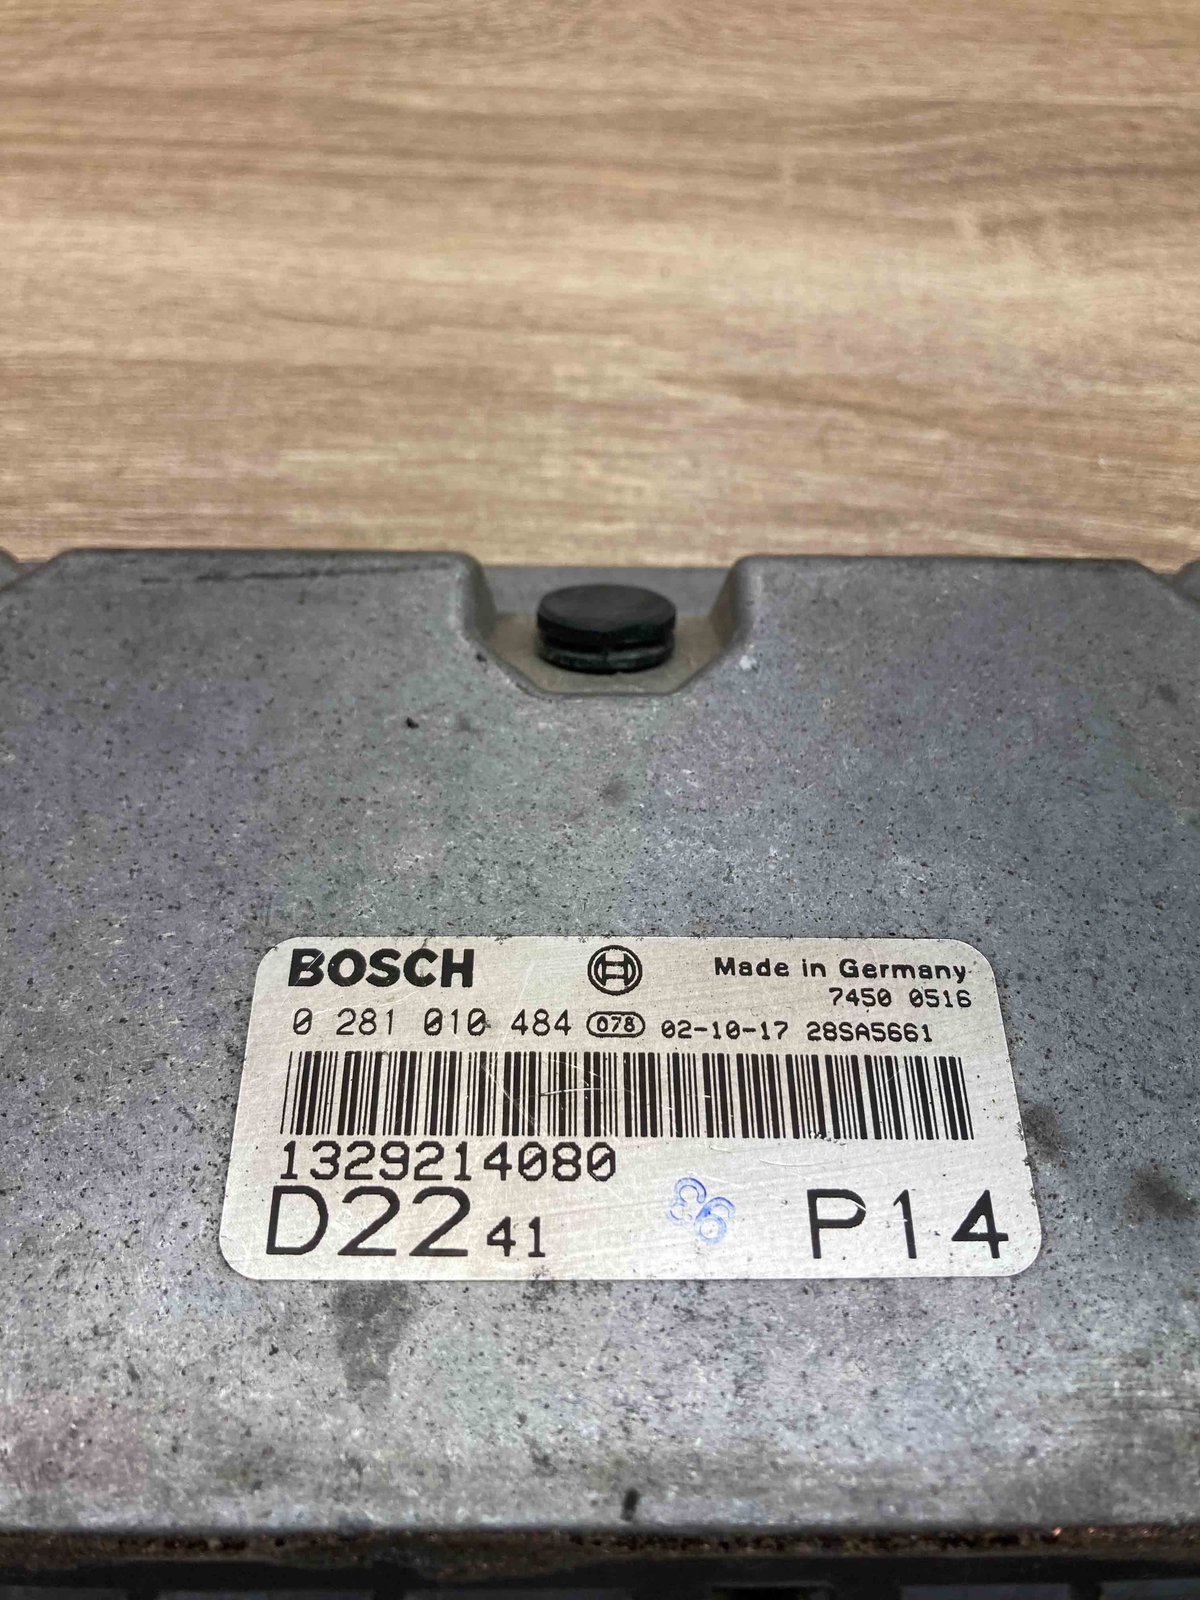 BOSCH Made in Germany
7450 0516
0 281 010 484 078 02-10-17 28SA5661
1329214080
D22 41 P14